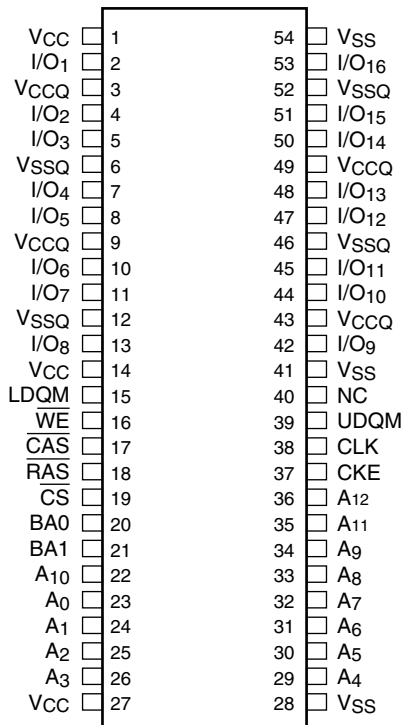 VCC 1 54 VSS
I/O1 2 53 I/O16
VCCQ 3 52 VSSQ
I/O2 4 51 I/O15
I/O3 5 50 I/O14
VSSQ 6 49 VCCQ
I/O4 7 48 I/O13
I/O5 8 47 I/O12
VCCQ 9 46 VSSQ
I/O6 10 45 I/O11
I/O7 11 44 I/O10
VSSQ 12 43 VCCQ
I/O8 13 42 I/O9
VCC 14 41 VSS
LDQM 15 40 NC
WE 16 39 UDQM
CAS 17 38 CLK
RAS 18 37 CKE
CS 19 36 A12
BA0 20 35 A11
BA1 21 34 A9
A10 22 33 A8
A0 23 32 A7
A1 24 31 A6
A2 25 30 A5
A3 26 29 A4
VCC 27 28 VSS